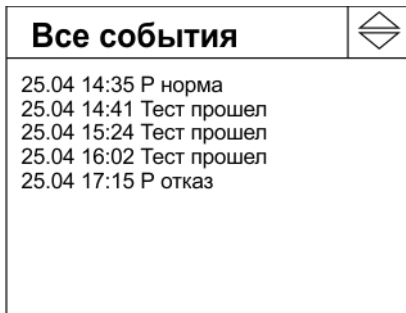 Все события
25.04 14:35 Р норма
25.04 14:41 Тест прошел
25.04 15:24 Тест прошел
25.04 16:02 Тест прошел
25.04 17:15 Р отказ